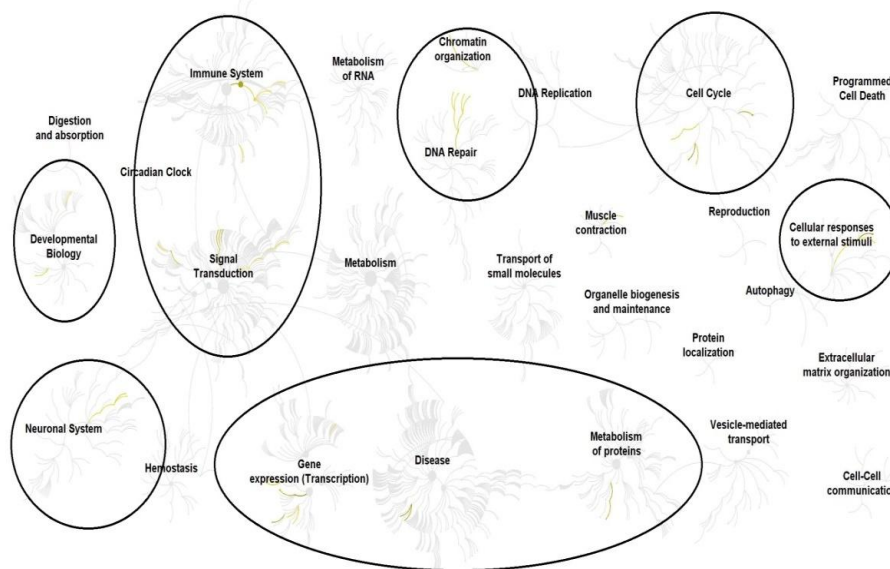 Immune System
Metabolism
of RNA
Chromatin
organization
DNA Replication
Cell Cycle
Programmed
Cell Death
Digestion
and absorption
DNA Repair
Circadian Clock
Developmental
Biology
Signal
Transduction
Metabolism
Transport of
small molecules
Muscle
contraction
Reproduction
Cellular responses
to external stimuli
Organelle biogenesis
and maintenance
Autophagy
Protein
localization
Extracellular
matrix organization
Neuronal System
Hemostasis
Gene
expression (Transcription)
Disease
Metabolism
of proteins
Vesicle-mediated
transport
Cell-Cell
communicatio